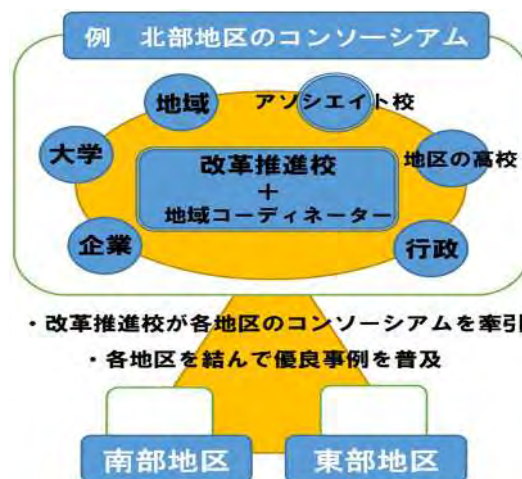 例 北部地区のコンソーシアム
地域
アソシエイト校
大学
地区の高校
改革推進校
+
地域コーディネーター
企業
行政
・改革推進校が各地区のコンソーシアムを牽引
・各地区を結んで優良事例を普及
南部地区
東部地区